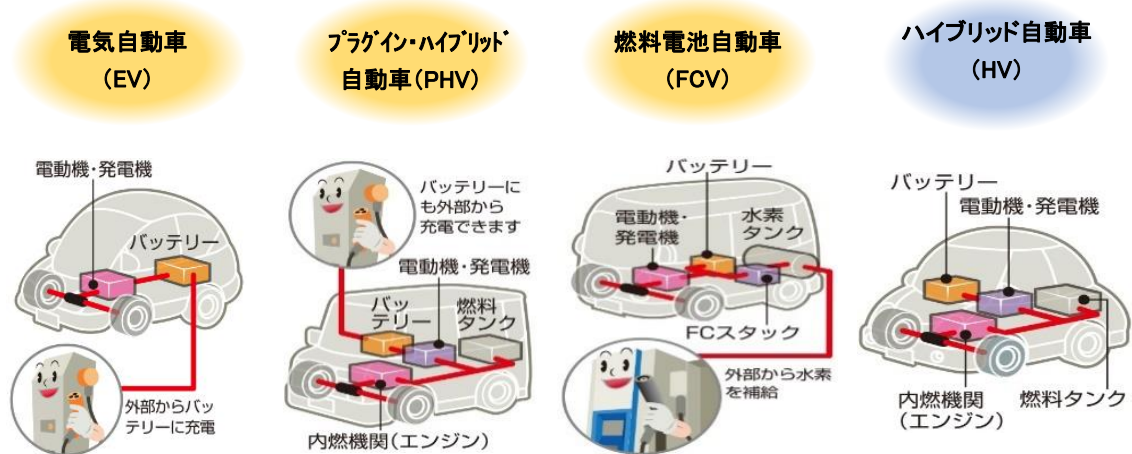 電気自動車
(EV)
プラグイン・ハイブリッド
自動車(PHV)
燃料電池自動車
(FCV)
ハイブリッド自動車
(HV)
電動機・発電機
バッテリー
外部からバッ
テリーに充電
バッテリーに
も外部から
充電できます
電動機・発電機
バッ
テリー
燃料
タンク
内燃機関(エンジン)
バッテリー
電動機・
発電機
水素
タンク
FCスタック
外部から水素
を補給
バッテリー
電動機・発電機
内燃機関
(エンジン)
燃料タンク